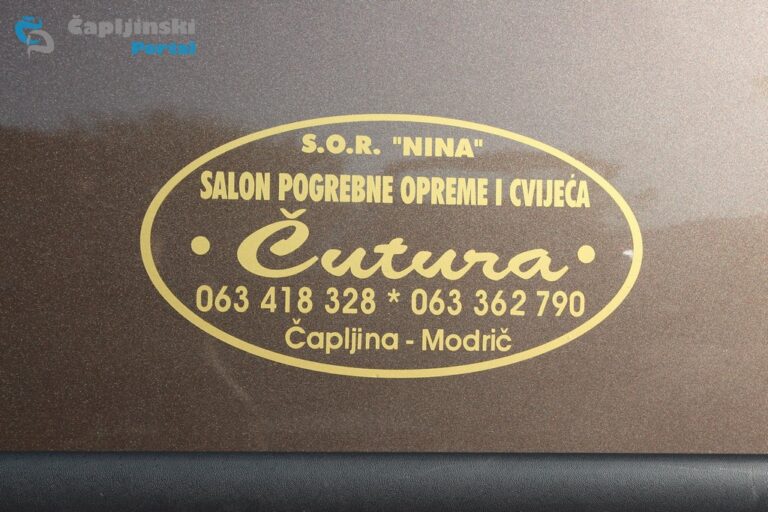 Čapljinski
Portal
S.O.R. "NINA"
SALON POGREBNE OPREME I CVIJEĆA
• Čutura •
063 418 328 * 063 362 790
Čapljina - Modrič